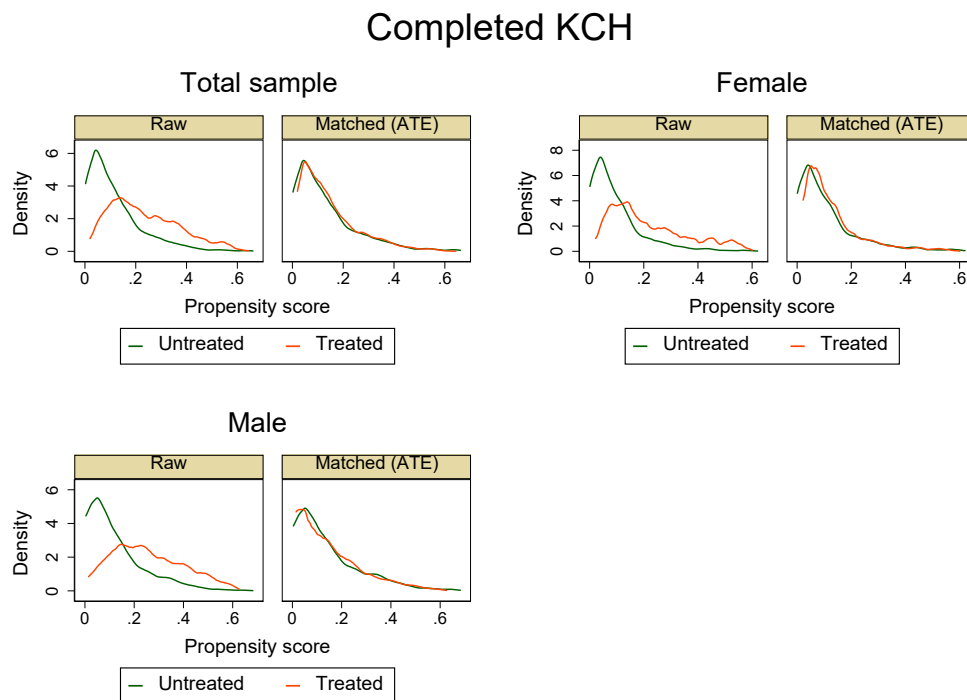 Completed KCH
Total sample
Female
Raw
Matched (ATE)
Raw
Matched (ATE)
Density
6
4
2
0
0 .2 .4 .6
0 .2 .4 .6
Propensity score
Untreated Treated
Density
8
6
4
2
0
0 .2 .4 .6
0 .2 .4 .6
Propensity score
Untreated Treated
Male
Raw
Matched (ATE)
Density
6
4
2
0
0 .2 .4 .6
0 .2 .4 .6
Propensity score
Untreated Treated